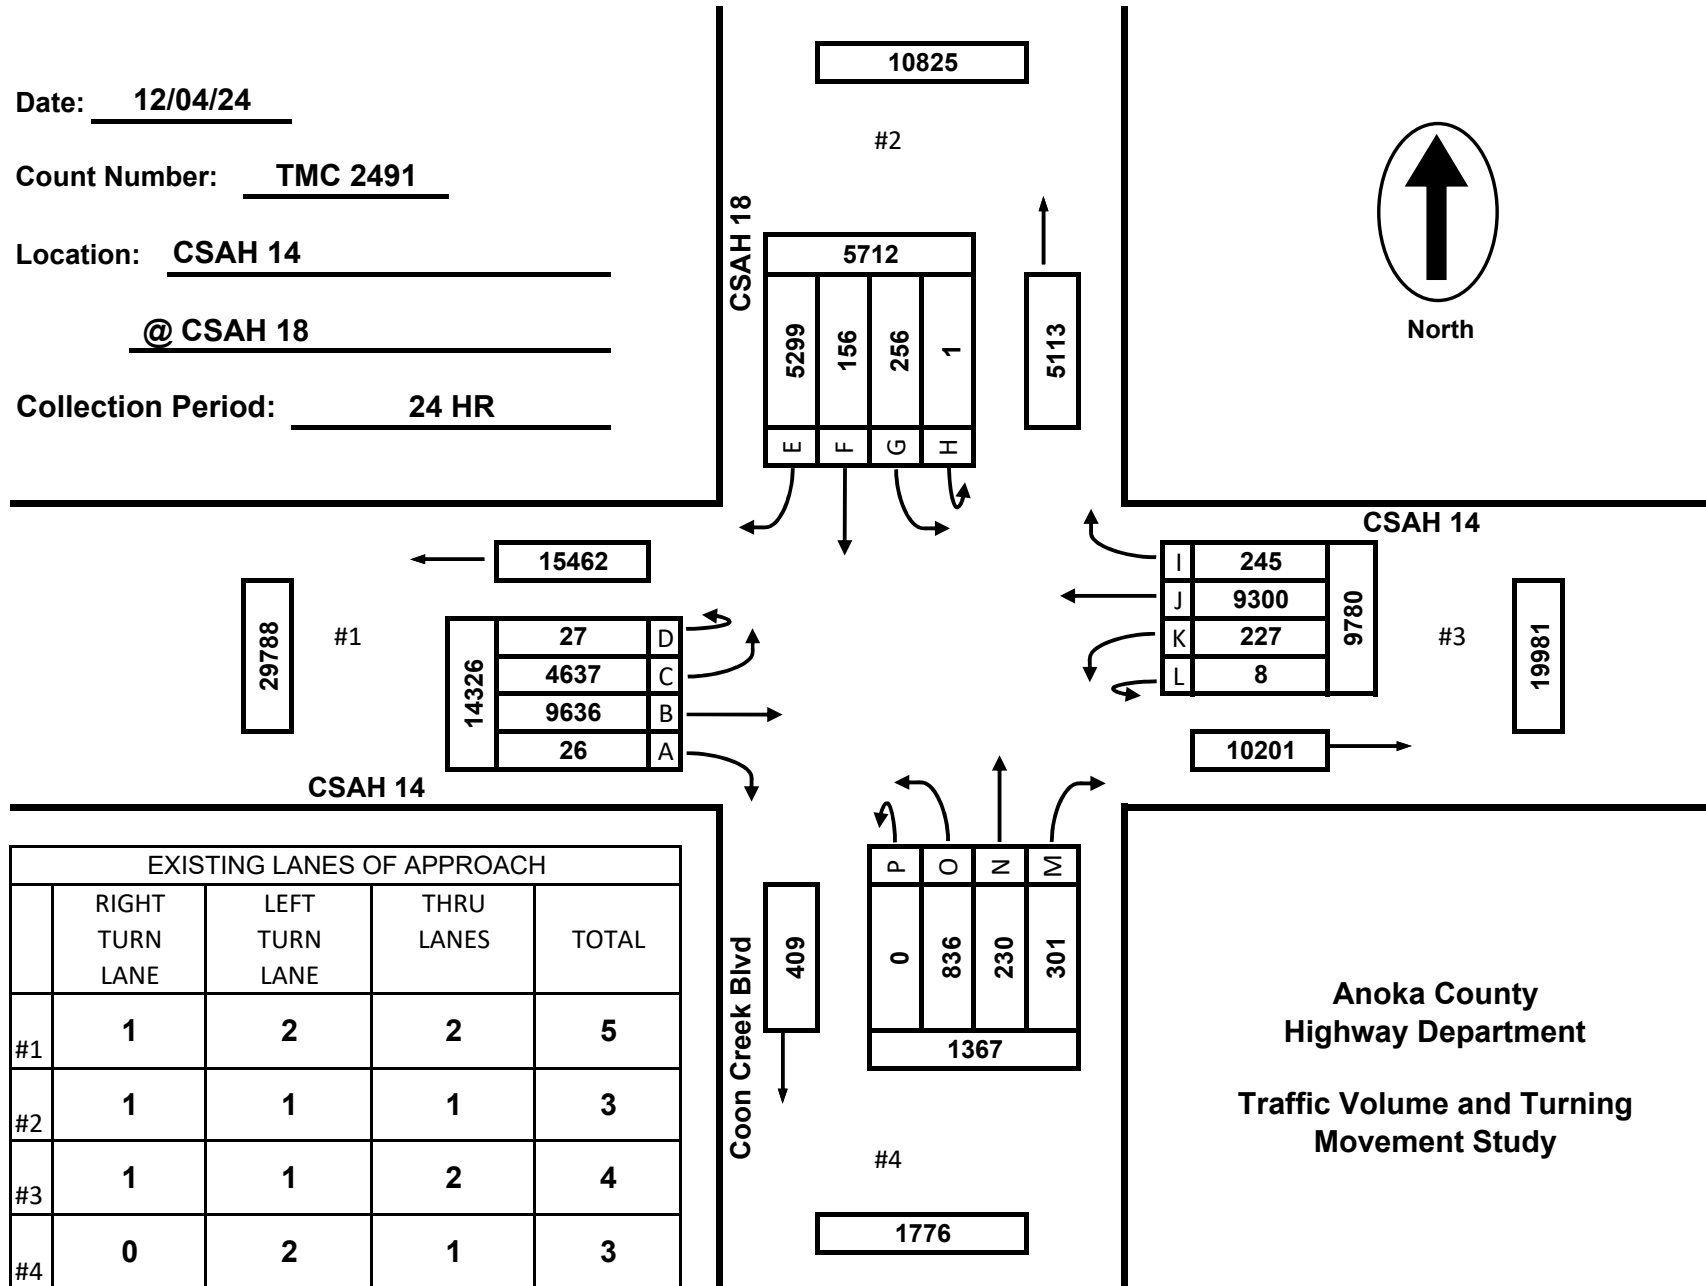 Date: 12/04/24
Count Number: TMC 2491
Location: CSAH 14
@ CSAH 18
Collection Period: 24 HR
10825
#2
CSAH 18
5712
5299 156 256 1
E F G H
5113
North
15462
29788
#1
14326
27 D
4637 C
9636 B
26 A
CSAH 14
CSAH 14
I 245
J 9300
K 227
L 8
9780
#3
19981
10201
EXISTING LANES OF APPROACH
RIGHT TURN LANE LEFT TURN LANE THRU LANES TOTAL
#1 1 2 2 5
#2 1 1 1 3
#3 1 1 2 4
#4 0 2 1 3
Coon Creek Blvd
409
P O N M
0 836 230 301
1367
#4
1776
Anoka County
Highway Department
Traffic Volume and Turning
Movement Study